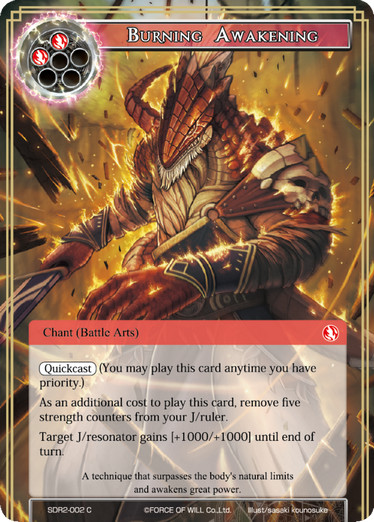 Burning Awakening
Chant (Battle Arts)
Quickcast (You may play this card anytime you have
priority.)
As an additional cost to play this card, remove five
strength counters from your J/ruler.
Target J/resonator gains [+1000/+1000] until end of
turn.
A technique that surpasses the body's natural limits
and awakens great power.
SDR2-002 C ©FORCE OF WILL Co.,Ltd. Illust/sasaki kounosuke